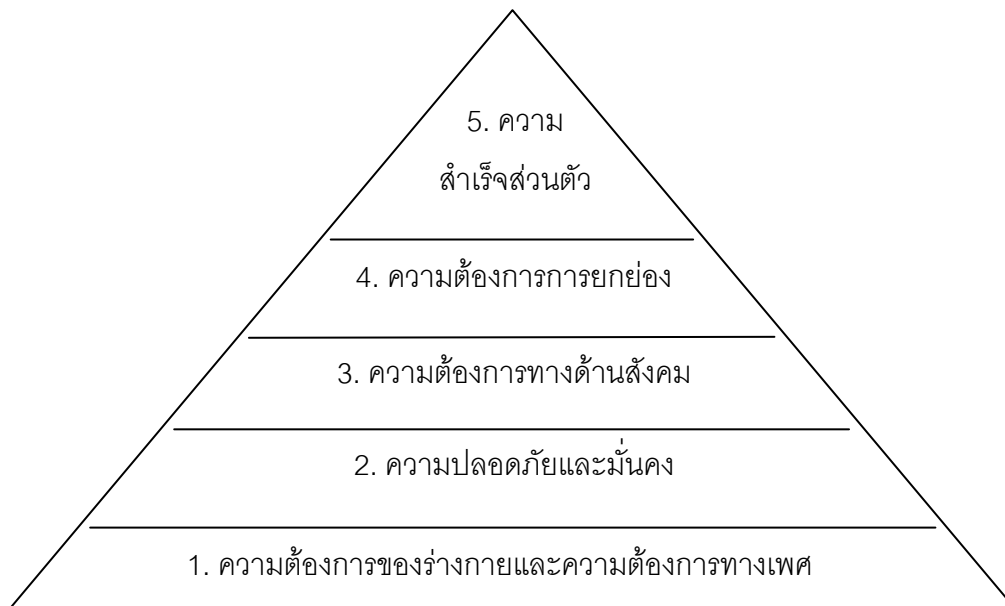 5. ความ
สำเร็จส่วนตัว
4. ความต้องการการยกย่อง
3. ความต้องการทางด้านสังคม
2. ความปลอดภัยและมั่นคง
1. ความต้องการของร่างกายและความต้องการทางเพศ